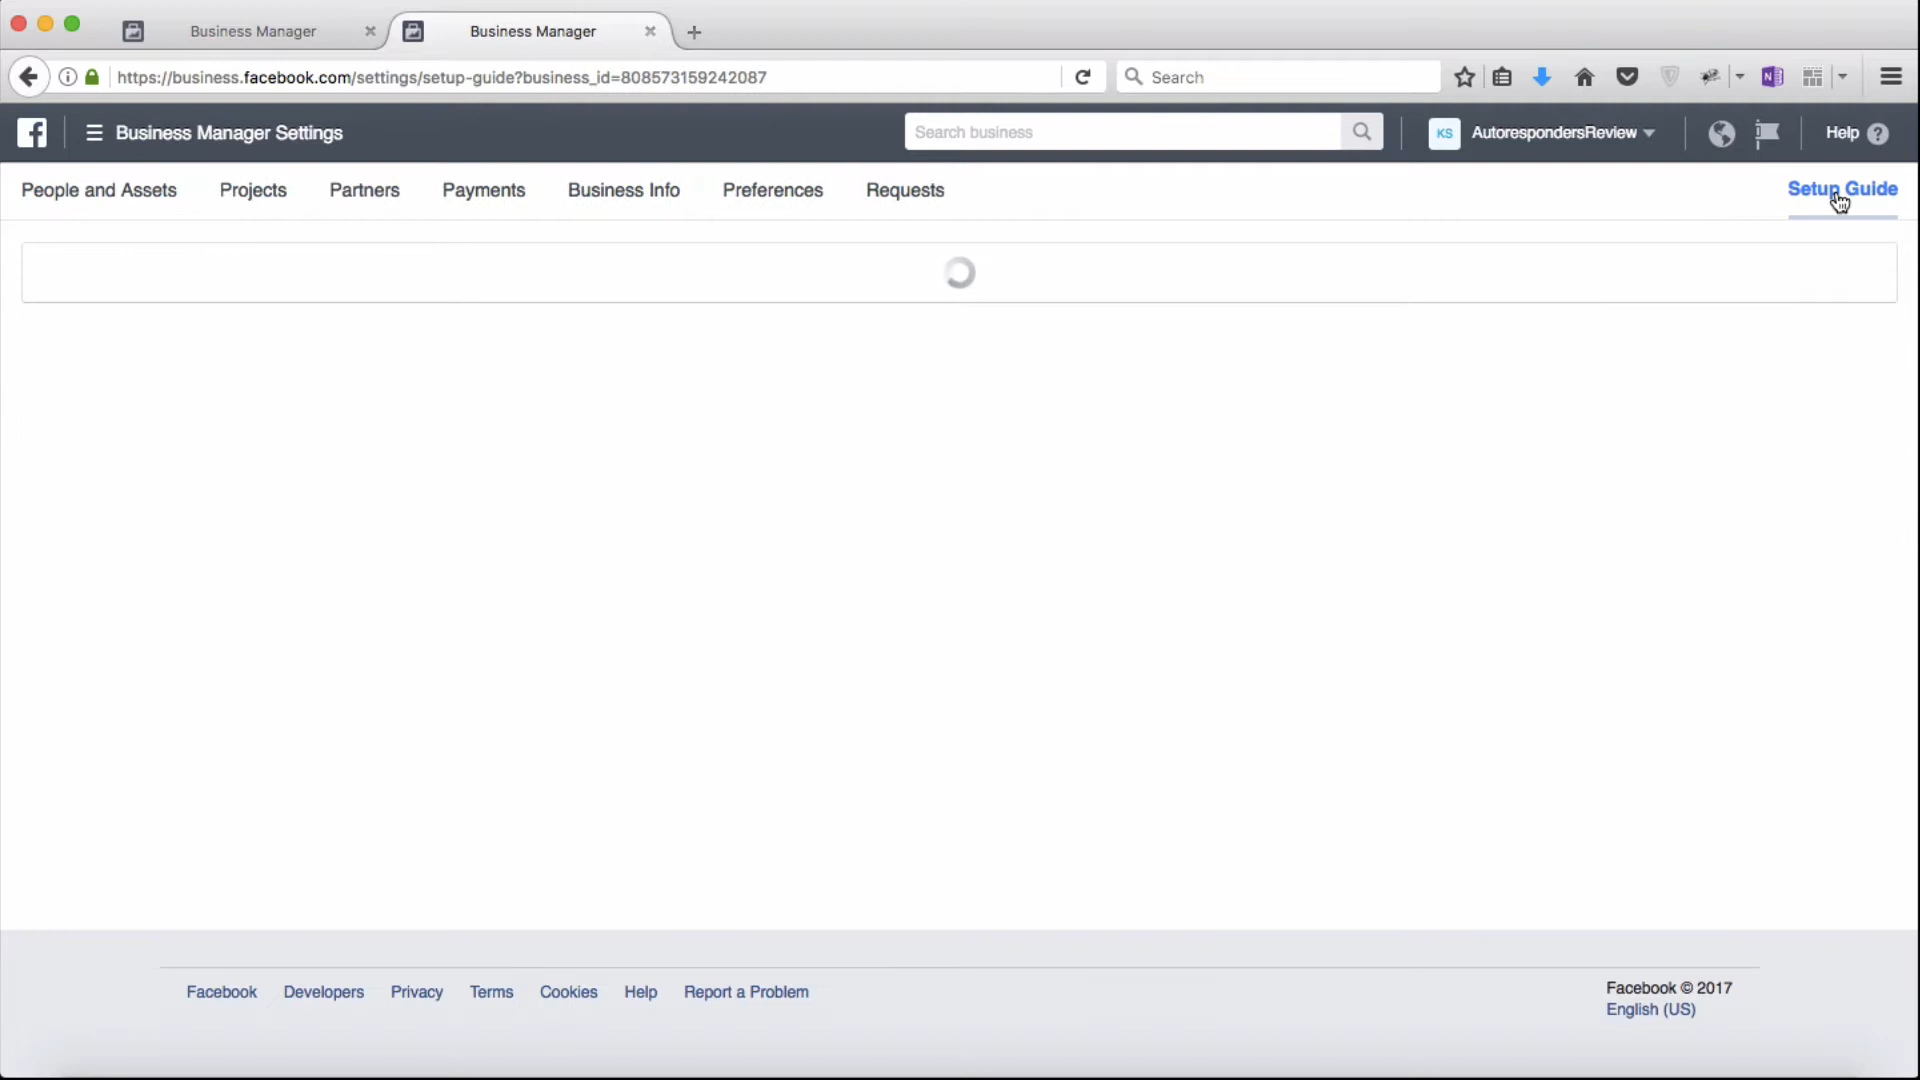 Business Manager
Business Manager
https://business.facebook.com/settings/setup-guide?business_id=808573159242087
Search
Business Manager Settings
Search business
KS
AutorespondersReview
Help
People and Assets
Projects
Partners
Payments
Business Info
Preferences
Requests
Setup Guide
Facebook
Developers
Privacy
Terms
Cookies
Help
Report a Problem
Facebook © 2017
English (US)